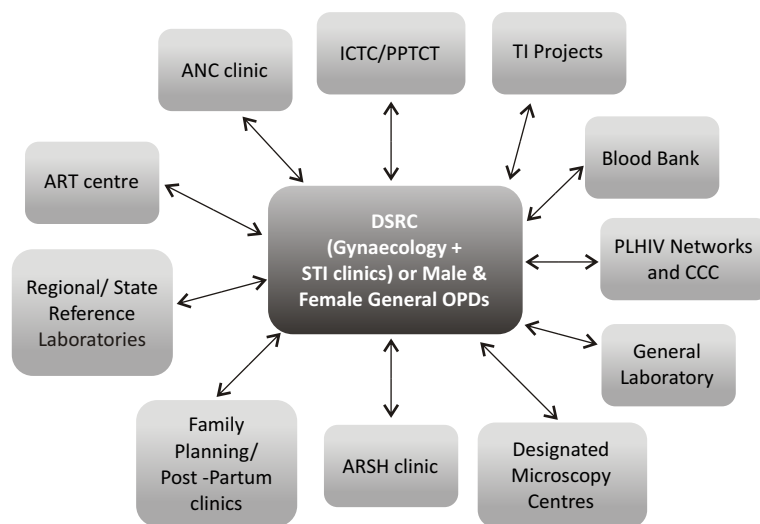 ICTC/PPTCT
TI Projects
ANC clinic
Blood Bank
ART centre
DSRC
(Gynaecology +
STI clinics) or Male &
Female General OPDs
PLHIV Networks
and CCC
Regional/ State
Reference
Laboratories
General
Laboratory
Family
Planning/
Post -Partum
clinics
ARSH clinic
Designated
Microscopy
Centres